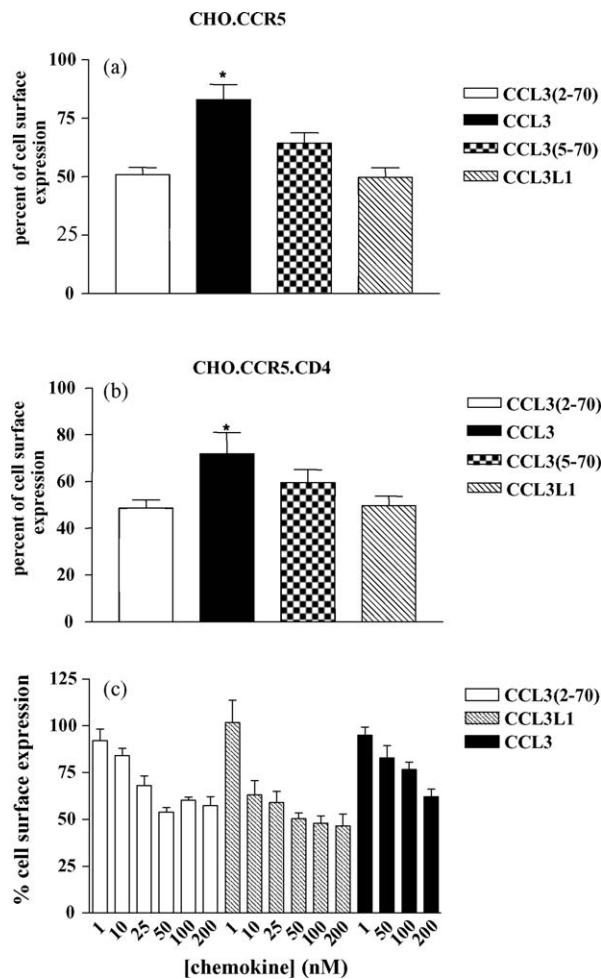 CHO.CCR5
(a)
*
percent of cell surface
expression
100
75
50
25
0
CCL3(2-70)
CCL3
CCL3(5-70)
CCL3L1
CHO.CCR5.CD4
(b)
*
percent of cell surface
expression
100
80
60
40
20
0
CCL3(2-70)
CCL3
CCL3(5-70)
CCL3L1
(c)
% cell surface expression
125
100
75
50
25
0
CCL3(2-70)
CCL3L1
CCL3
1 10 25 50 100 200 1 10 25 50 100 200 1 50 100 200
[chemokine] (nM)